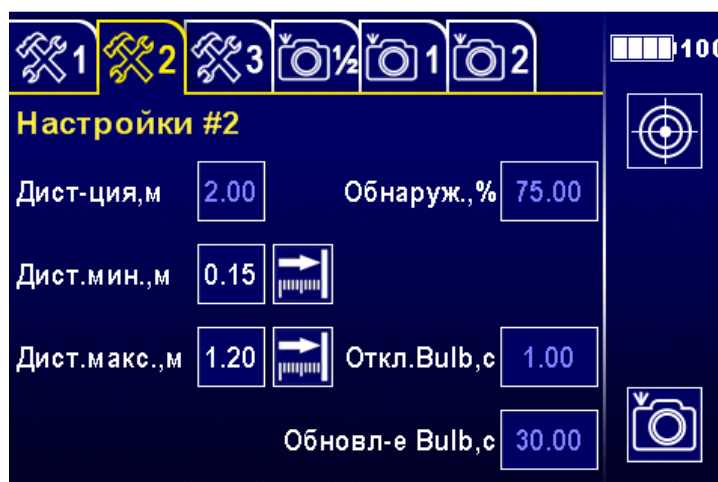 1 2 3 ½ 1 2 100
Настройки #2
Дист-ция,м 2.00 Обнаруж.,% 75.00
Дист.мин.,м 0.15
Дист.макс.,м 1.20 Откл.Bulb,с 1.00
Обновл-е Bulb,с 30.00